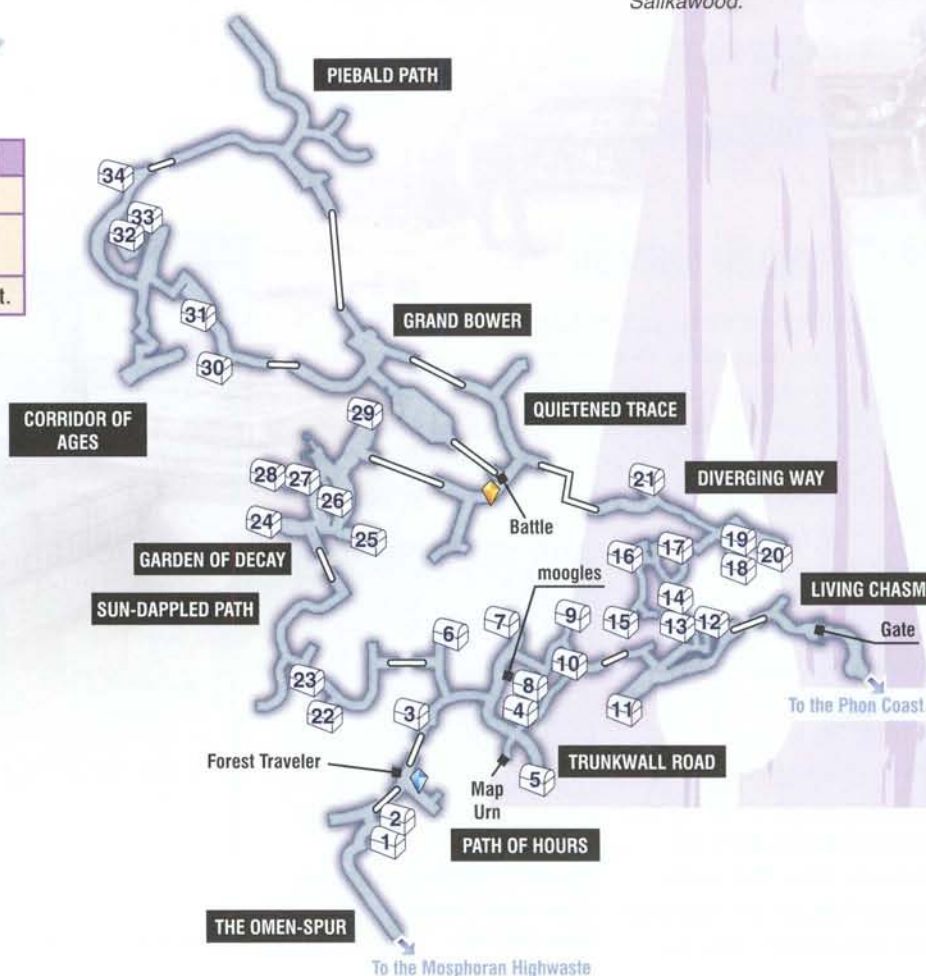 Salikawood.
PIEBALD PATH
34
33
32
t.
31
GRAND BOWER
30
CORRIDOR OF
AGES
29
QUIETENED TRACE
28
27
26
21
DIVERGING WAY
24
25
Battle
19
20
18
16
17
GARDEN OF DECAY
moogles
LIVING CHASM
SUN-DAPPLED PATH
14
15
13
12
Gate
7
9
6
10
23
22
8
4
3
11
To the Phon Coast
Forest Traveler
TRUNKWALL ROAD
5
Map
Urn
2
1
PATH OF HOURS
THE OMEN-SPUR
To the Mosphoran Highwaste